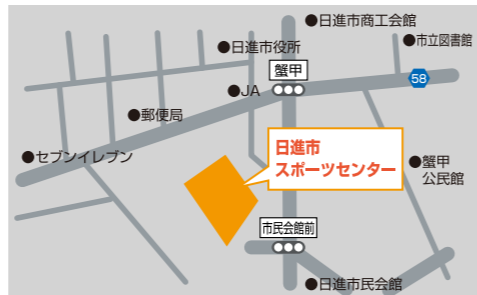 ●日進市商工会館
●日進市役所
●市立図書館
蟹甲
58
●JA
●郵便局
日進市
スポーツセンター
●セブンイレブン
●蟹甲
公民館
市民会館前
●日進市民会館